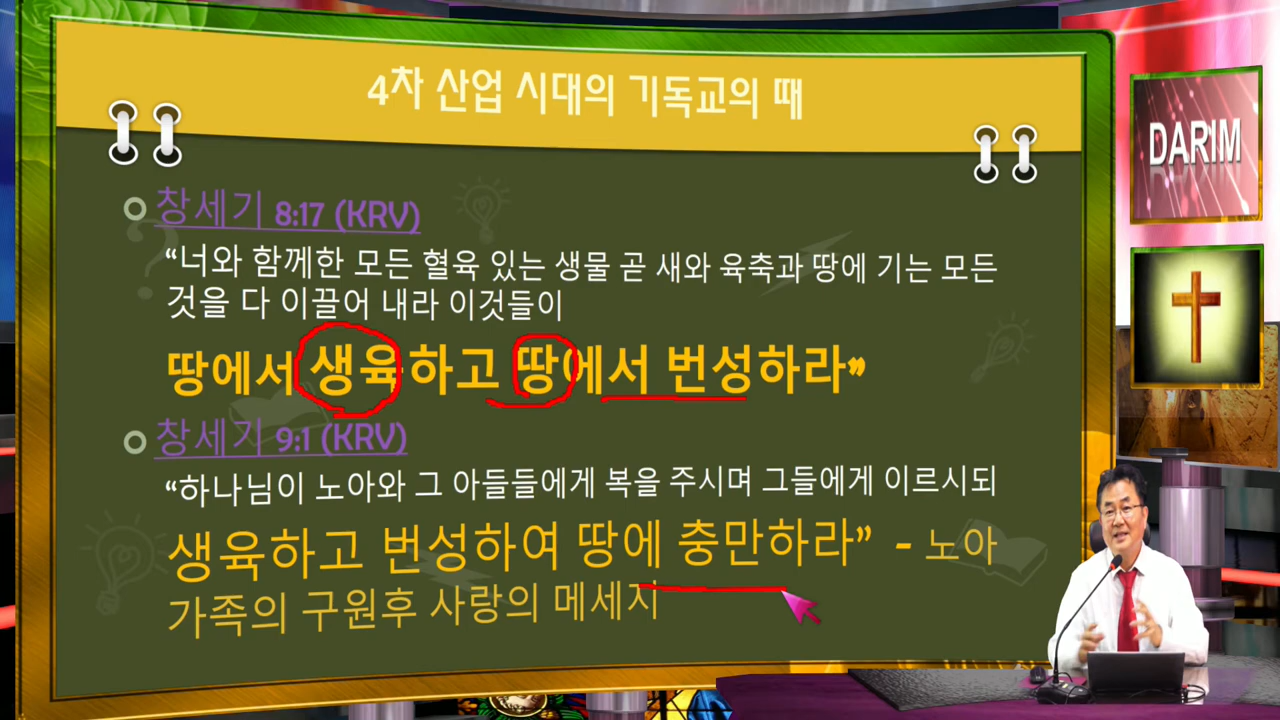 4차 산업 시대의 기독교의 때
창세기 8:17 (KRV)
“너와 함께한 모든 혈육 있는 생물 곧 새와 육축과 땅에 기는 모든
것을 다 이끌어 내라 이것들이
땅에서 생육하고 땅에서 번성하라”
창세기 9:1 (KRV)
“하나님이 노아와 그 아들들에게 복을 주시며 그들에게 이르시되
생육하고 번성하여 땅에 충만하라” - 노아
가족의 구원후 사랑의 메세지
DARIM